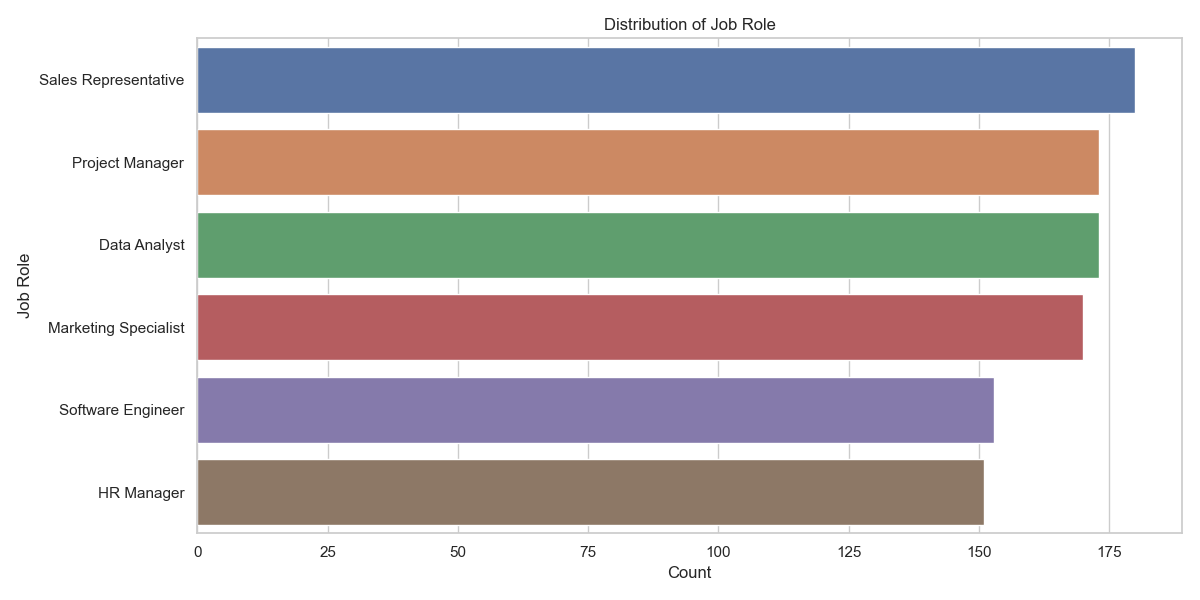 Distribution of Job Role
Sales Representative
Project Manager
Data Analyst
Marketing Specialist
Software Engineer
HR Manager
Job Role
0 25 50 75 100 125 150 175
Count